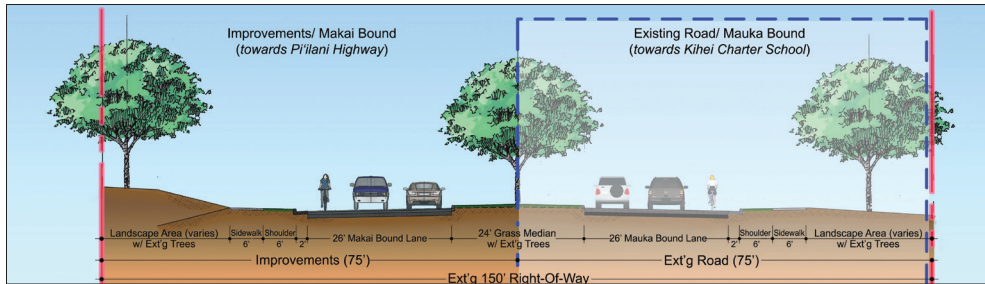 Improvements/ Makai Bound
(towards Pi‘ilani Highway)
Existing Road/ Mauka Bound
(towards Kihei Charter School)
Landscape Area (varies)
w/ Ext'g Trees
Sidewalk
6'
Shoulder
6'
2'
26' Makai Bound Lane
24' Grass Median
w/ Ext'g Trees
26' Mauka Bound Lane
2'
Shoulder
6'
Sidewalk
6'
Landscape Area (varies)
w/ Ext'g Trees
Improvements (75')
Ext'g Road (75')
Ext'g 150' Right-Of-Way